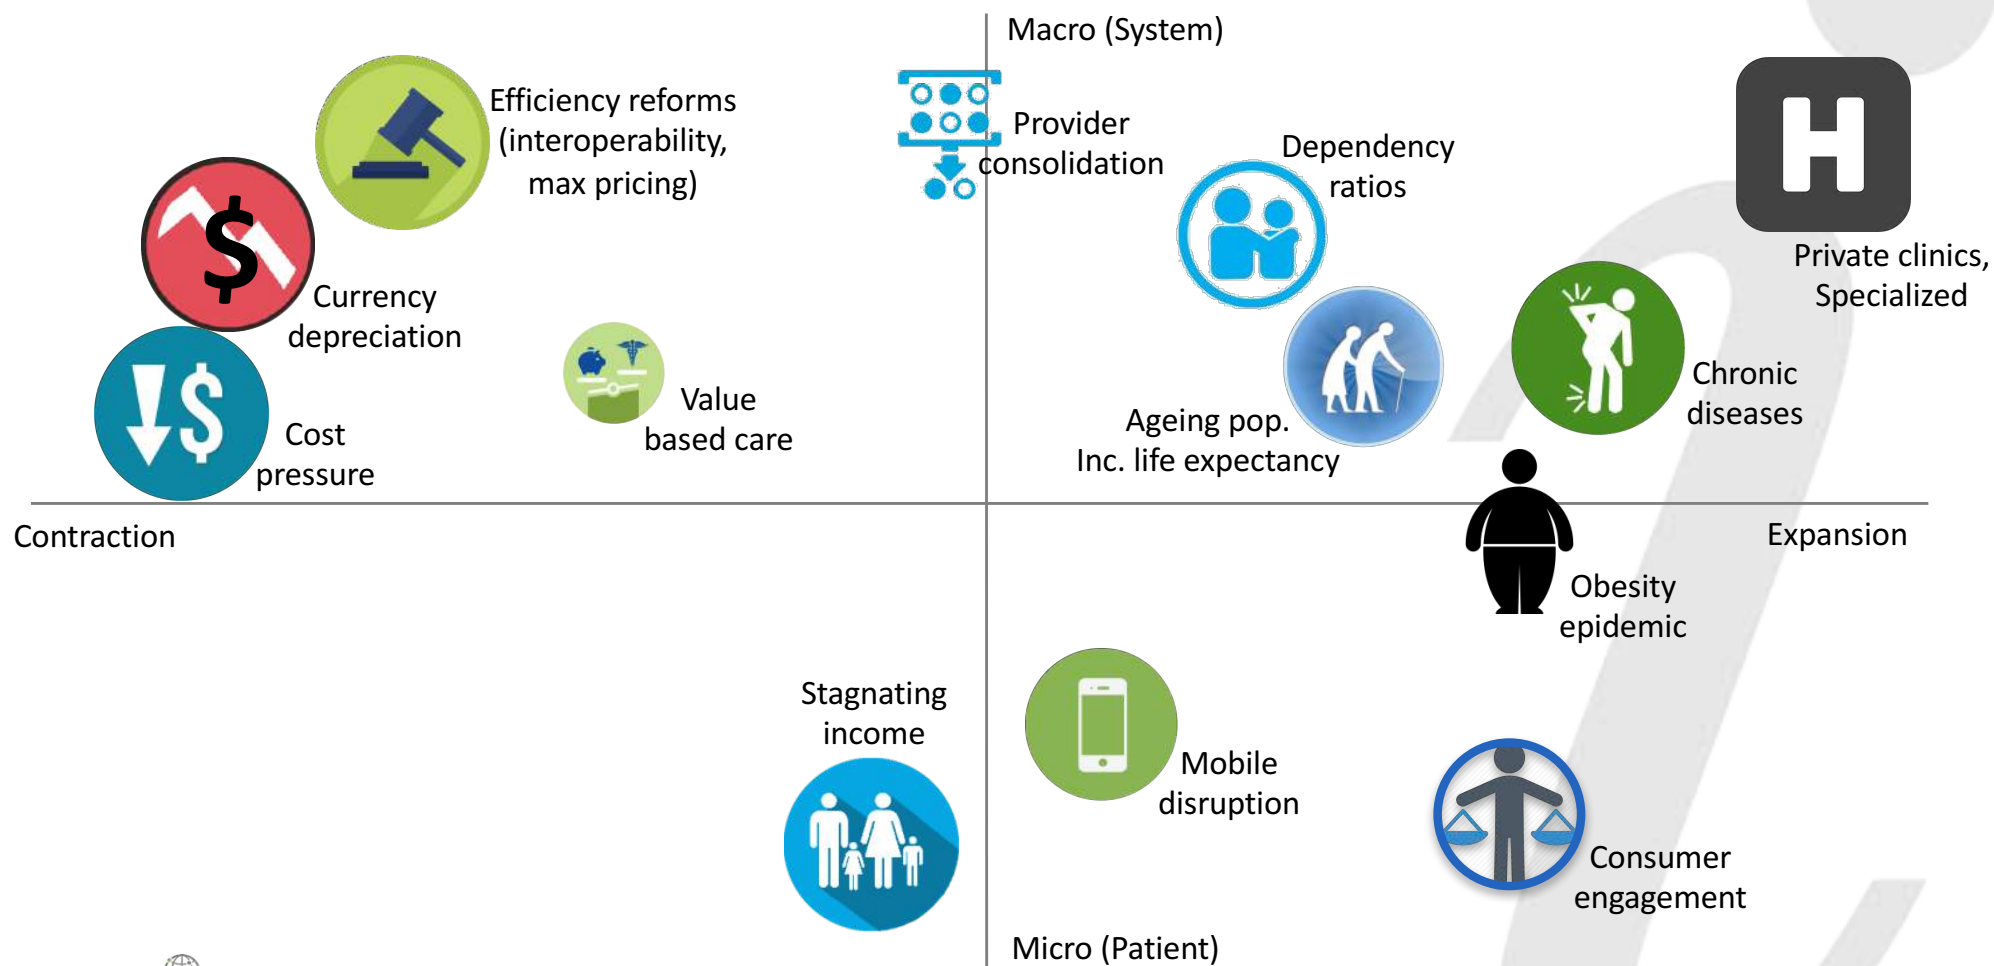 Macro (System)
Efficiency reforms
(interoperability,
max pricing)
Provider
consolidation
Dependency
ratios
H
Private clinics,
Specialized
$
Currency
depreciation
$
Cost
pressure
Value
based care
Ageing pop.
Inc. life expectancy
Chronic
diseases
Contraction
Expansion
Obesity
epidemic
Stagnating
income
Mobile
disruption
Consumer
engagement
Micro (Patient)